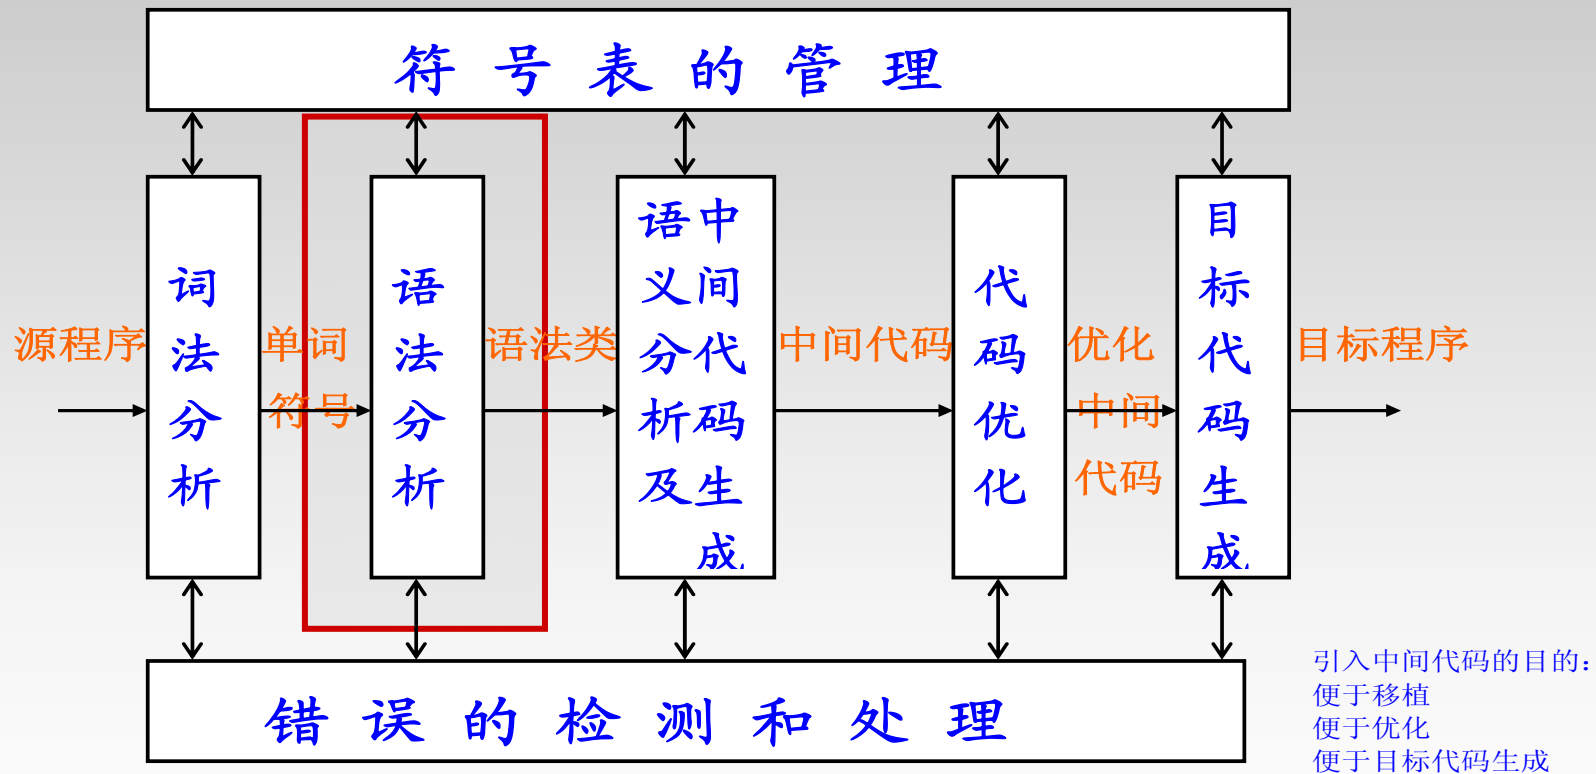 符号表的管理
源程序
词法分析
单词
符号
语法分析
语法类
语义分析及
中间代码生成
中间代码
代码优化
优化
中间
代码
目标代码生成
目标程序
错误的检测和处理
引入中间代码的目的：
便于移植
便于优化
便于目标代码生成